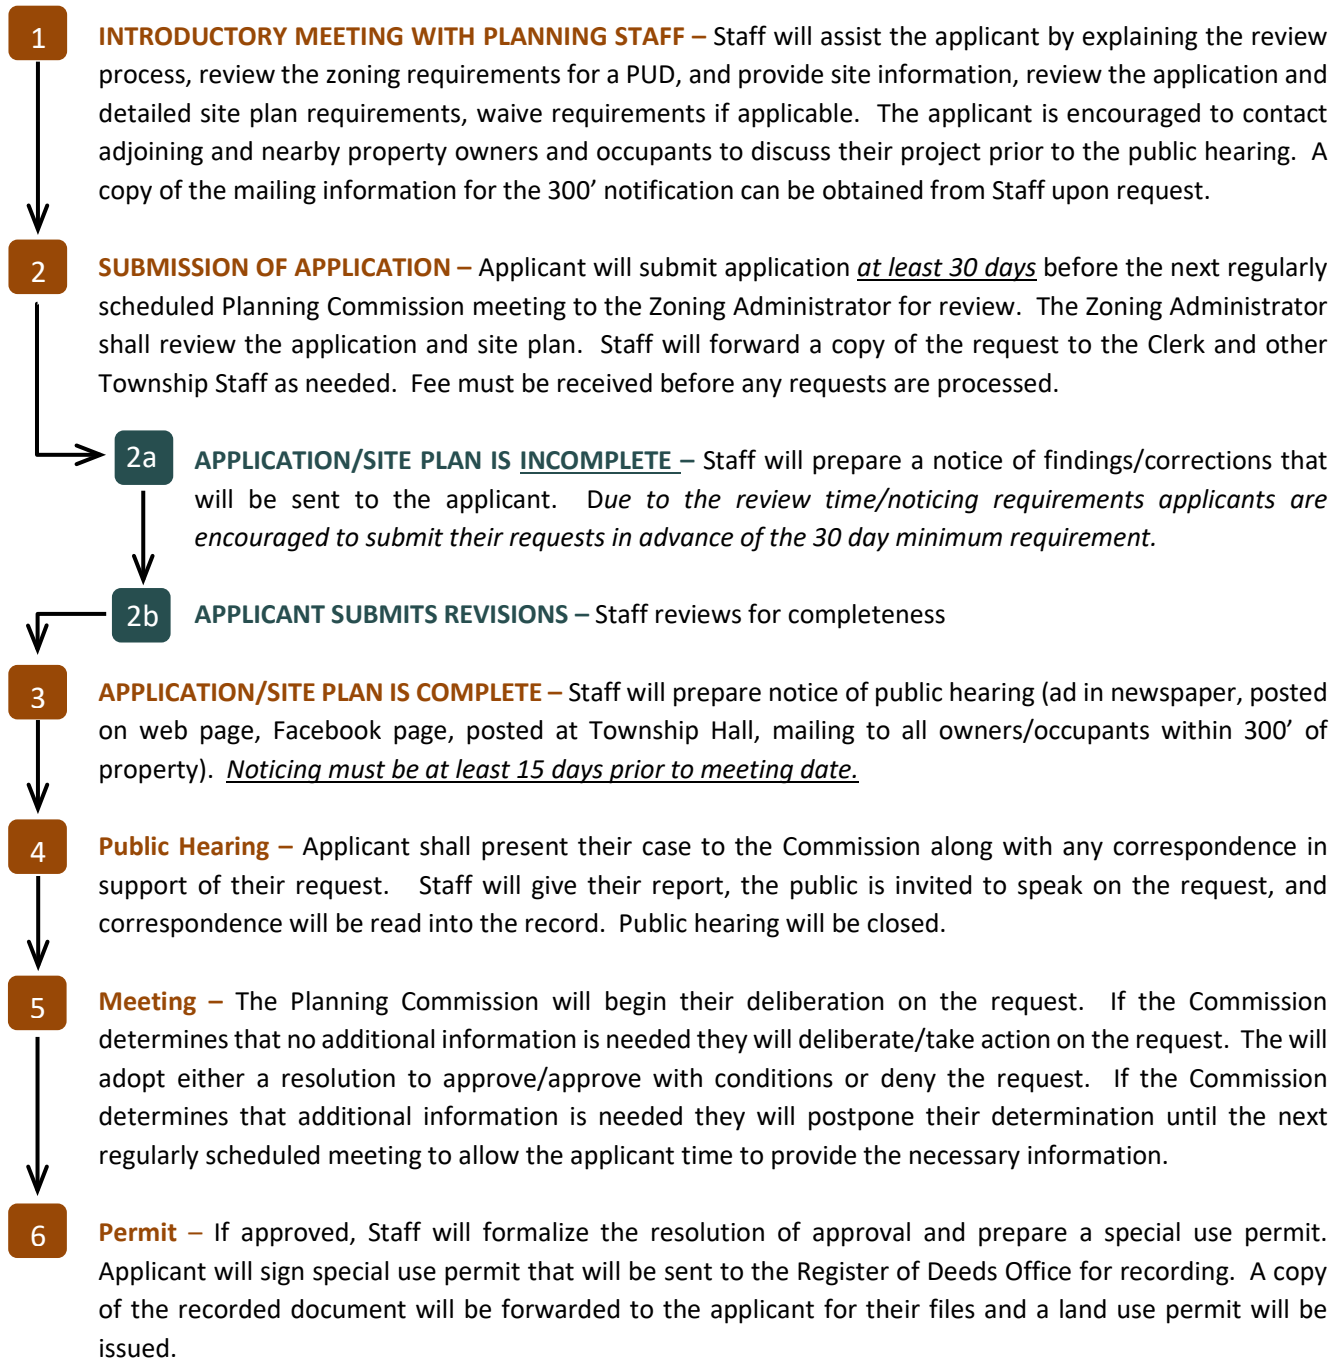 1
INTRODUCTORY MEETING WITH PLANNING STAFF – Staff will assist the applicant by explaining the review
process, review the zoning requirements for a PUD, and provide site information, review the application and
detailed site plan requirements, waive requirements if applicable. The applicant is encouraged to contact
adjoining and nearby property owners and occupants to discuss their project prior to the public hearing. A
copy of the mailing information for the 300’ notification can be obtained from Staff upon request.
2
SUBMISSION OF APPLICATION – Applicant will submit application at least 30 days before the next regularly
scheduled Planning Commission meeting to the Zoning Administrator for review. The Zoning Administrator
shall review the application and site plan. Staff will forward a copy of the request to the Clerk and other
Township Staff as needed. Fee must be received before any requests are processed.
2a
APPLICATION/SITE PLAN IS INCOMPLETE – Staff will prepare a notice of findings/corrections that
will be sent to the applicant. Due to the review time/noticing requirements applicants are
encouraged to submit their requests in advance of the 30 day minimum requirement.
2b
APPLICANT SUBMITS REVISIONS – Staff reviews for completeness
3
APPLICATION/SITE PLAN IS COMPLETE – Staff will prepare notice of public hearing (ad in newspaper, posted
on web page, Facebook page, posted at Township Hall, mailing to all owners/occupants within 300’ of
property). Noticing must be at least 15 days prior to meeting date.
4
Public Hearing – Applicant shall present their case to the Commission along with any correspondence in
support of their request. Staff will give their report, the public is invited to speak on the request, and
correspondence will be read into the record. Public hearing will be closed.
5
Meeting – The Planning Commission will begin their deliberation on the request. If the Commission
determines that no additional information is needed they will deliberate/take action on the request. The will
adopt either a resolution to approve/approve with conditions or deny the request. If the Commission
determines that additional information is needed they will postpone their determination until the next
regularly scheduled meeting to allow the applicant time to provide the necessary information.
6
Permit – If approved, Staff will formalize the resolution of approval and prepare a special use permit.
Applicant will sign special use permit that will be sent to the Register of Deeds Office for recording. A copy
of the recorded document will be forwarded to the applicant for their files and a land use permit will be
issued.